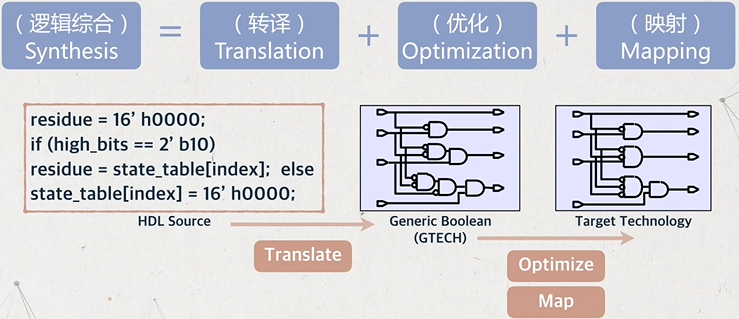 （逻辑综合） = （转译） + （优化） + （映射）
Synthesis Translation Optimization Mapping
residue = 16’ h0000;
if (high_bits == 2’ b10)
residue = state_table[index]; else
state_table[index] = 16’ h0000;
HDL Source
Generic Boolean
(GTECH)
Target Technology
Translate
Optimize
Map